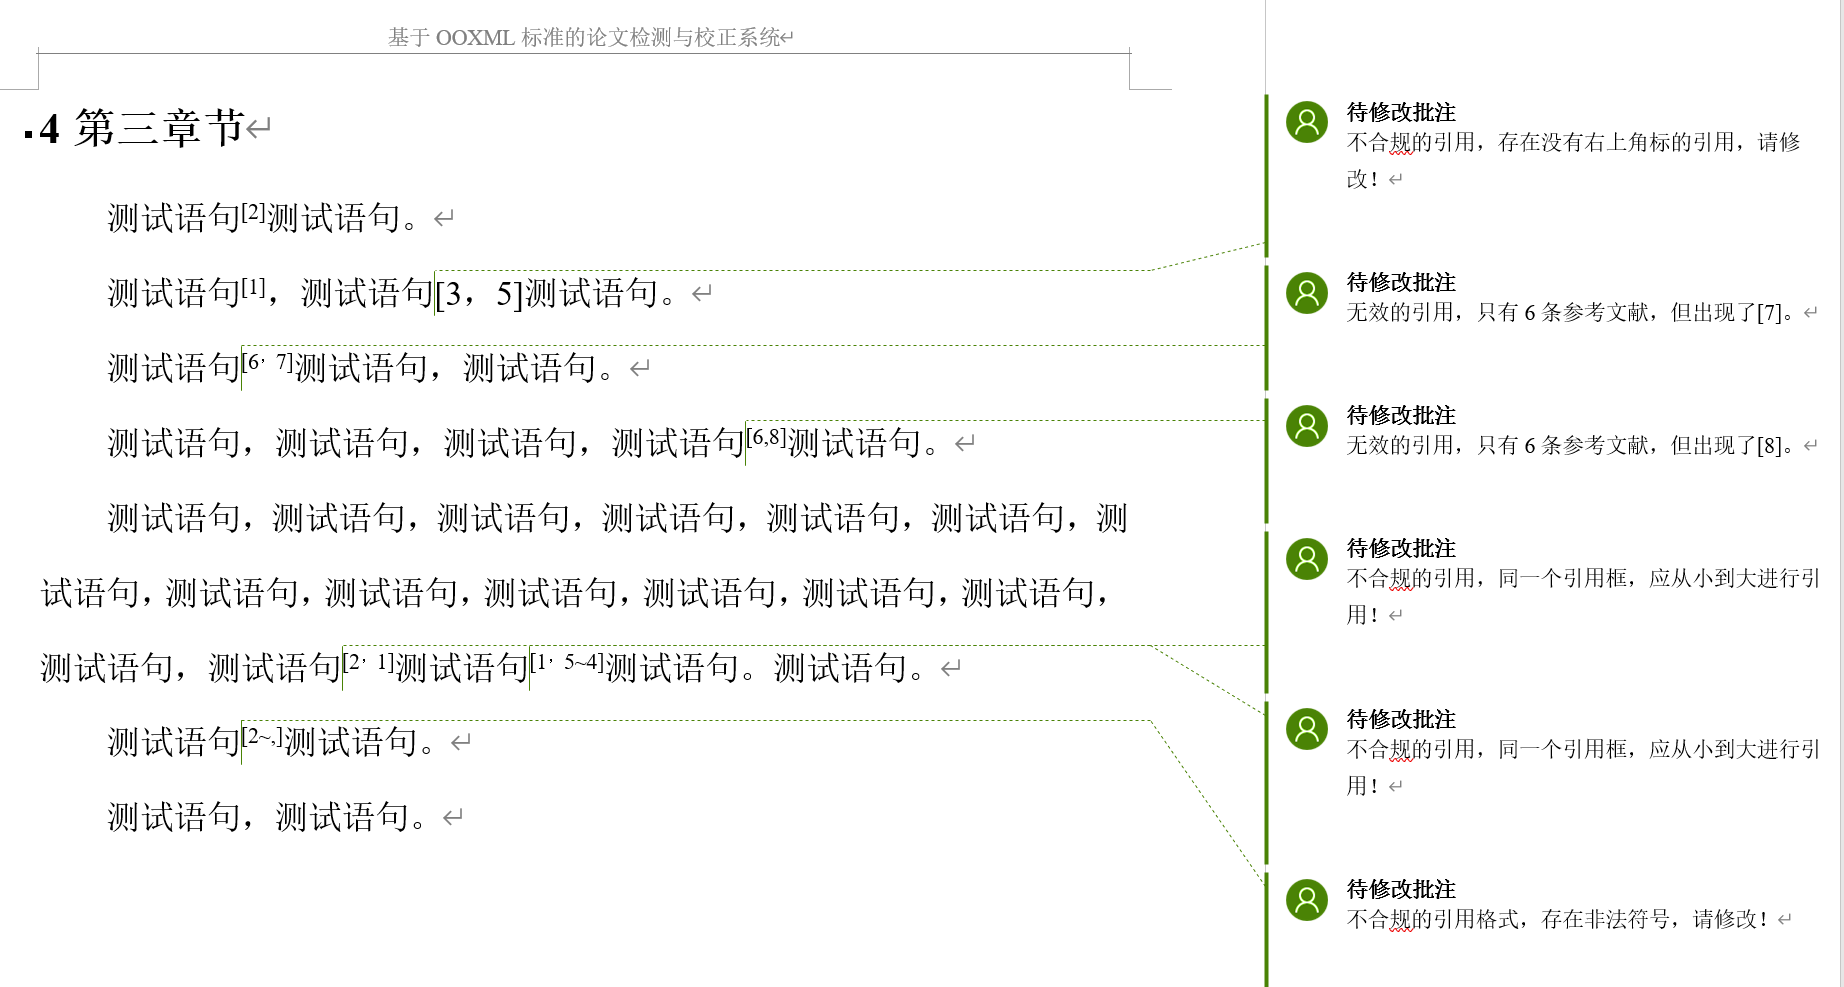 基于 OOXML 标准的论文检测与校正系统
4 第三章节
测试语句[2]测试语句。
测试语句[1]，测试语句[3，5]测试语句。
测试语句[6，7]测试语句，测试语句。
测试语句，测试语句，测试语句，测试语句[6,8]测试语句。
测试语句，测试语句，测试语句，测试语句，测试语句，测试语句，测
试语句，测试语句，测试语句，测试语句，测试语句，测试语句，测试语句，
测试语句，测试语句[2，1]测试语句[1，5~4]测试语句。测试语句。
测试语句[2~,]测试语句。
测试语句，测试语句。
待修改批注
不合规的引用，存在没有右上角标的引用，请修
改！
待修改批注
无效的引用，只有 6 条参考文献，但出现了[7]。
待修改批注
无效的引用，只有 6 条参考文献，但出现了[8]。
待修改批注
不合规的引用，同一个引用框，应从小到大进行引
用！
待修改批注
不合规的引用，同一个引用框，应从小到大进行引
用！
待修改批注
不合规的引用格式，存在非法符号，请修改！